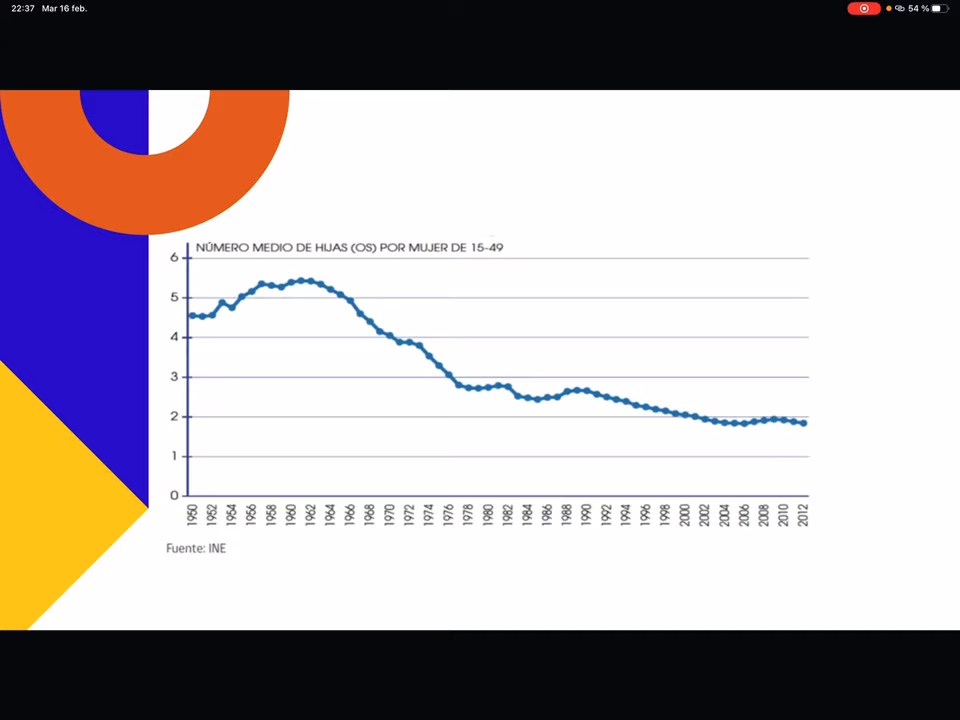 22:37 Mar 16 feb.
54 %
NÚMERO MEDIO DE HIJAS (OS) POR MUJER DE 15-49
6
5
4
3
2
1
0
1950 1952 1954 1956 1958 1960 1962 1964 1966 1968 1970 1972 1974 1976 1978 1980 1982 1984 1986 1988 1990 1992 1994 1996 1998 2000 2002 2004 2006 2008 2010 2012
Fuente: INE